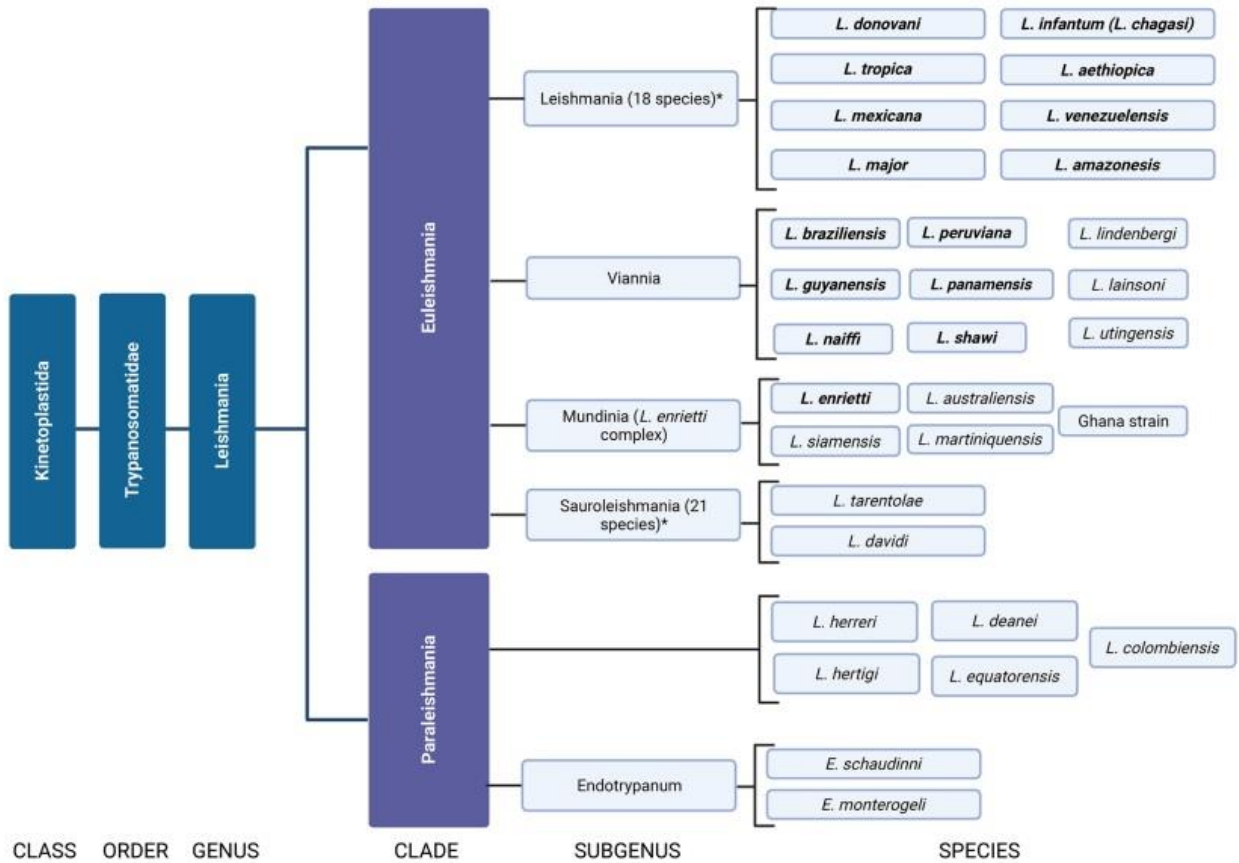 Kinetoplastida
Trypanosomatidae
Leishmania
Euleishmania
Leishmania (18 species)*
L. donovani
L. infantum (L. chagasi)
L. tropica
L. aethiopica
L. mexicana
L. venezuelensis
L. major
L. amazonesis
Viannia
L. braziliensis
L. peruviana
L. lindenbergi
L. guyanensis
L. panamensis
L. lainsoni
L. naiffi
L. shawi
L. utingensis
Mundinia (L. enrietti
complex)
L. enrietti
L. australiensis
Ghana strain
L. siamensis
L. martiniquensis
Sauroleishmania (21
species)*
L. tarentolae
L. davidi
Paraleishmania
L. herreri
L. deanei
L. colombiensis
L. hertigi
L. equatorensis
Endotrypanum
E. schaudinni
E. monterogeli
CLASS
ORDER
GENUS
CLADE
SUBGENUS
SPECIES